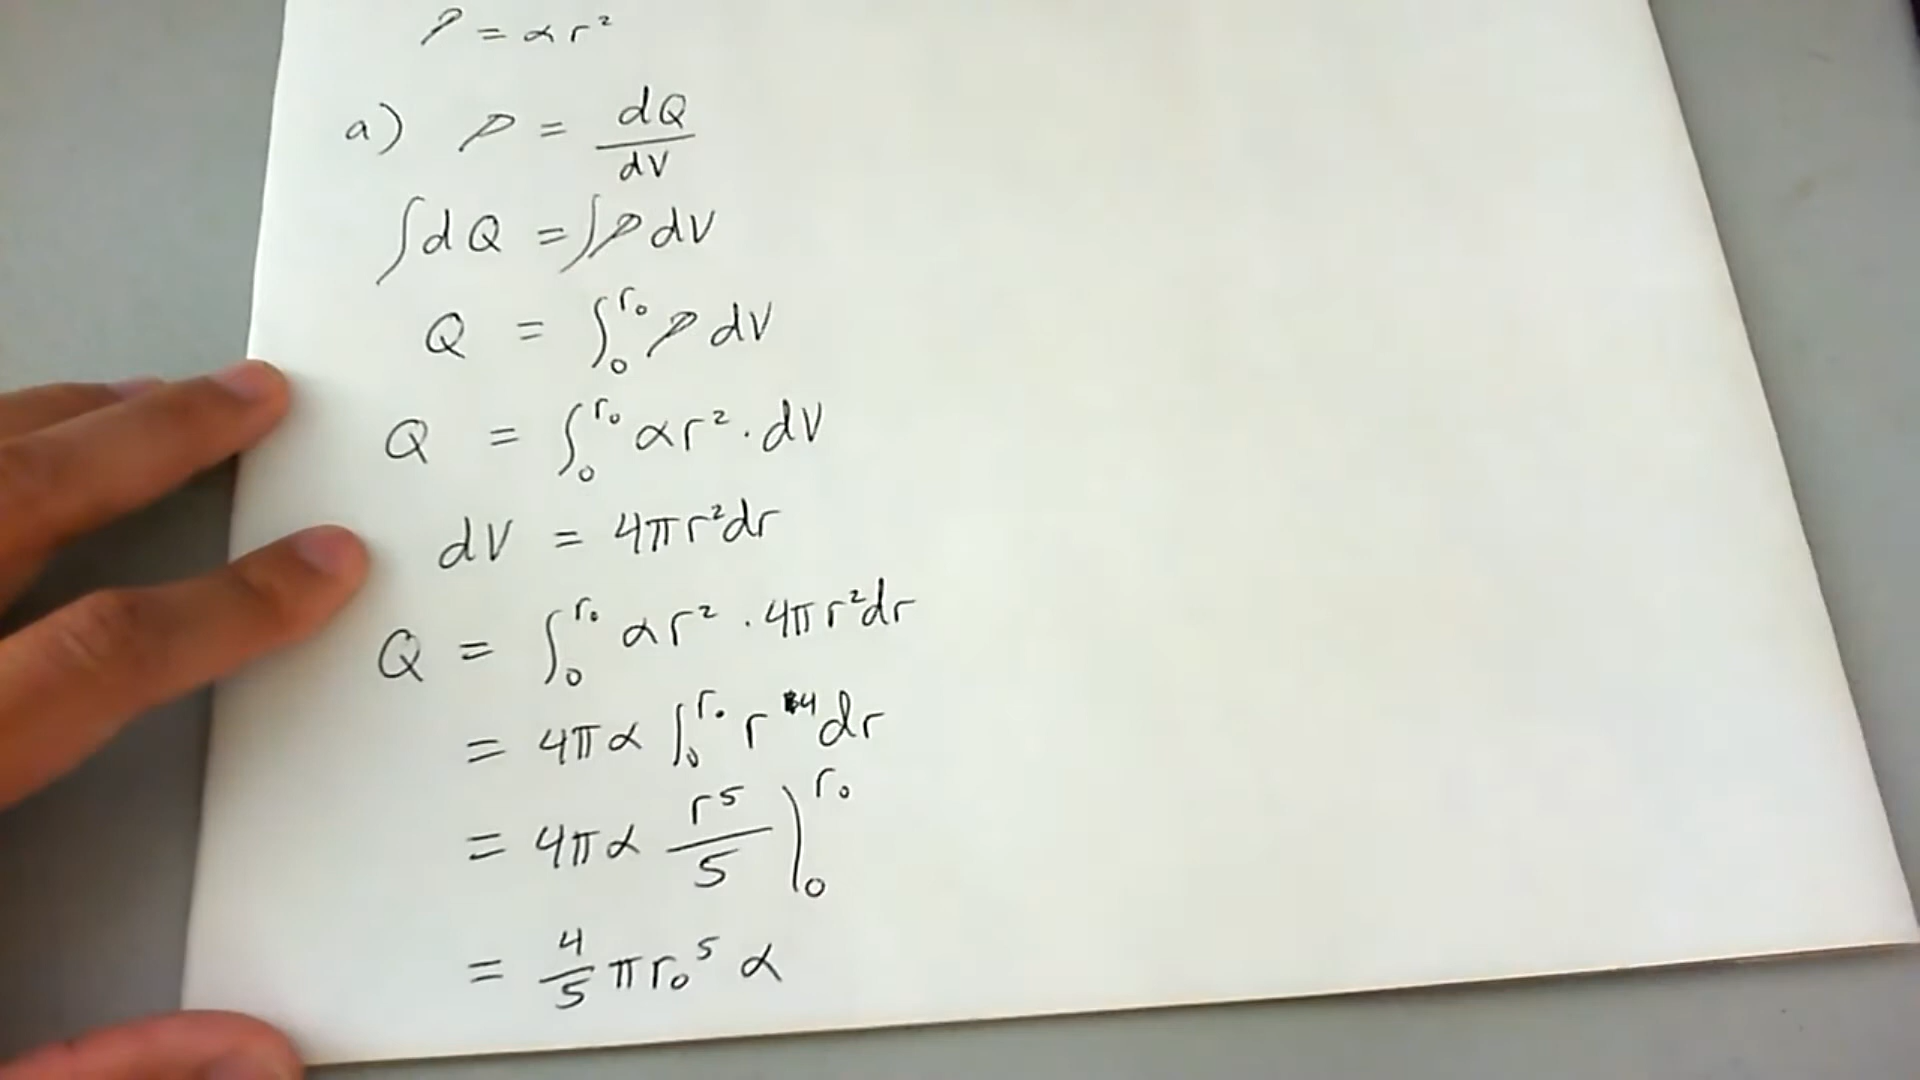 ρ = αr²
a) ρ = dQ/dV
∫dQ = ∫ρdV
Q = ∫₀^r₀ ρ dV
Q = ∫₀^r₀ αr² · dV
dV = 4πr²dr
Q = ∫₀^r₀ αr² · 4πr²dr
= 4πα ∫₀^r₀ r⁴ dr
= 4πα r⁵/5 |₀^r₀
= 4/5 πr₀⁵ α